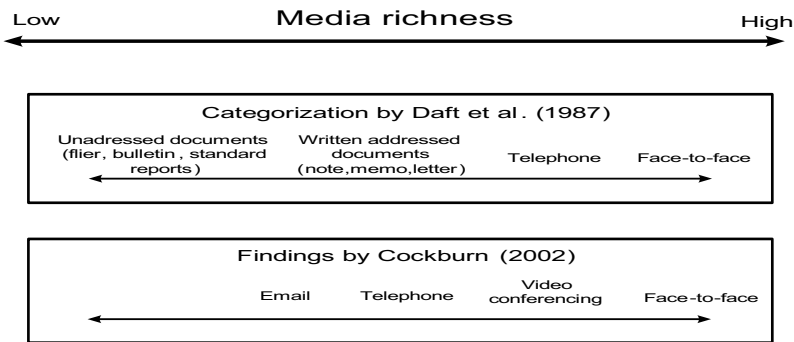 Low Media richness High
Categorization by Daft et al. (1987)
Unadressed documents
(flier, bulletin, standard
reports)
Written addressed
documents
(note,memo,letter)
Telephone
Face-to-face
Findings by Cockburn (2002)
Email
Telephone
Video
conferencing
Face-to-face